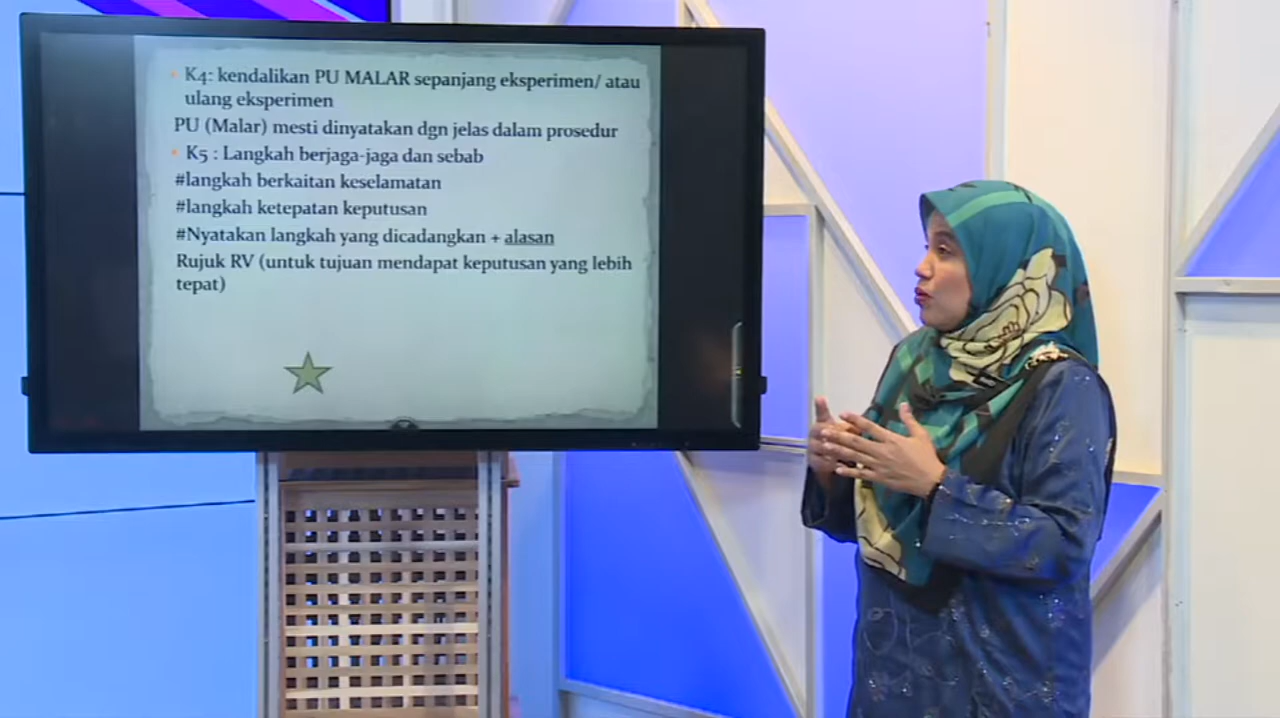 K4: kendalikan PU MALAR sepanjang eksperimen/ atau
ulang eksperimen
PU (Malar) mesti dinyatakan dgn jelas dalam prosedur
K5 : Langkah berjaga-jaga dan sebab
#langkah berkaitan keselamatan
#langkah ketepatan keputusan
#Nyatakan langkah yang dicadangkan + alasan
Rujuk RV (untuk tujuan mendapat keputusan yang lebih
tepat)